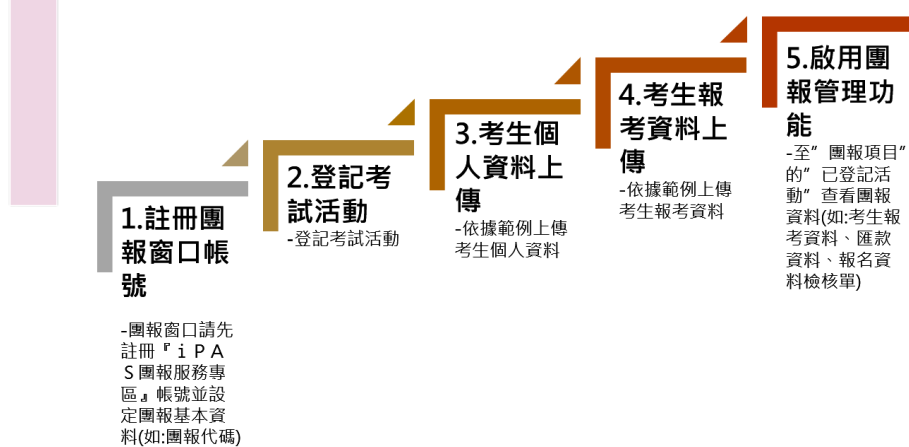 1.註冊團
報窗口帳
號
-團報窗口請先
註冊『ｉＰＡ
Ｓ團報服務專
區』帳號並設
定團報基本資
料(如:團報代碼)
2.登記考
試活動
-登記考試活動
3.考生個
人資料上
傳
-依據範例上傳
考生個人資料
4.考生報
考資料上
傳
-依據範例上傳
考生報考資料
5.啟用團
報管理功
能
-至”團報項目”
的”已登記活
動”查看團報
資料(如:考生報
考資料、匯款
資料、報名資
料檢核單)